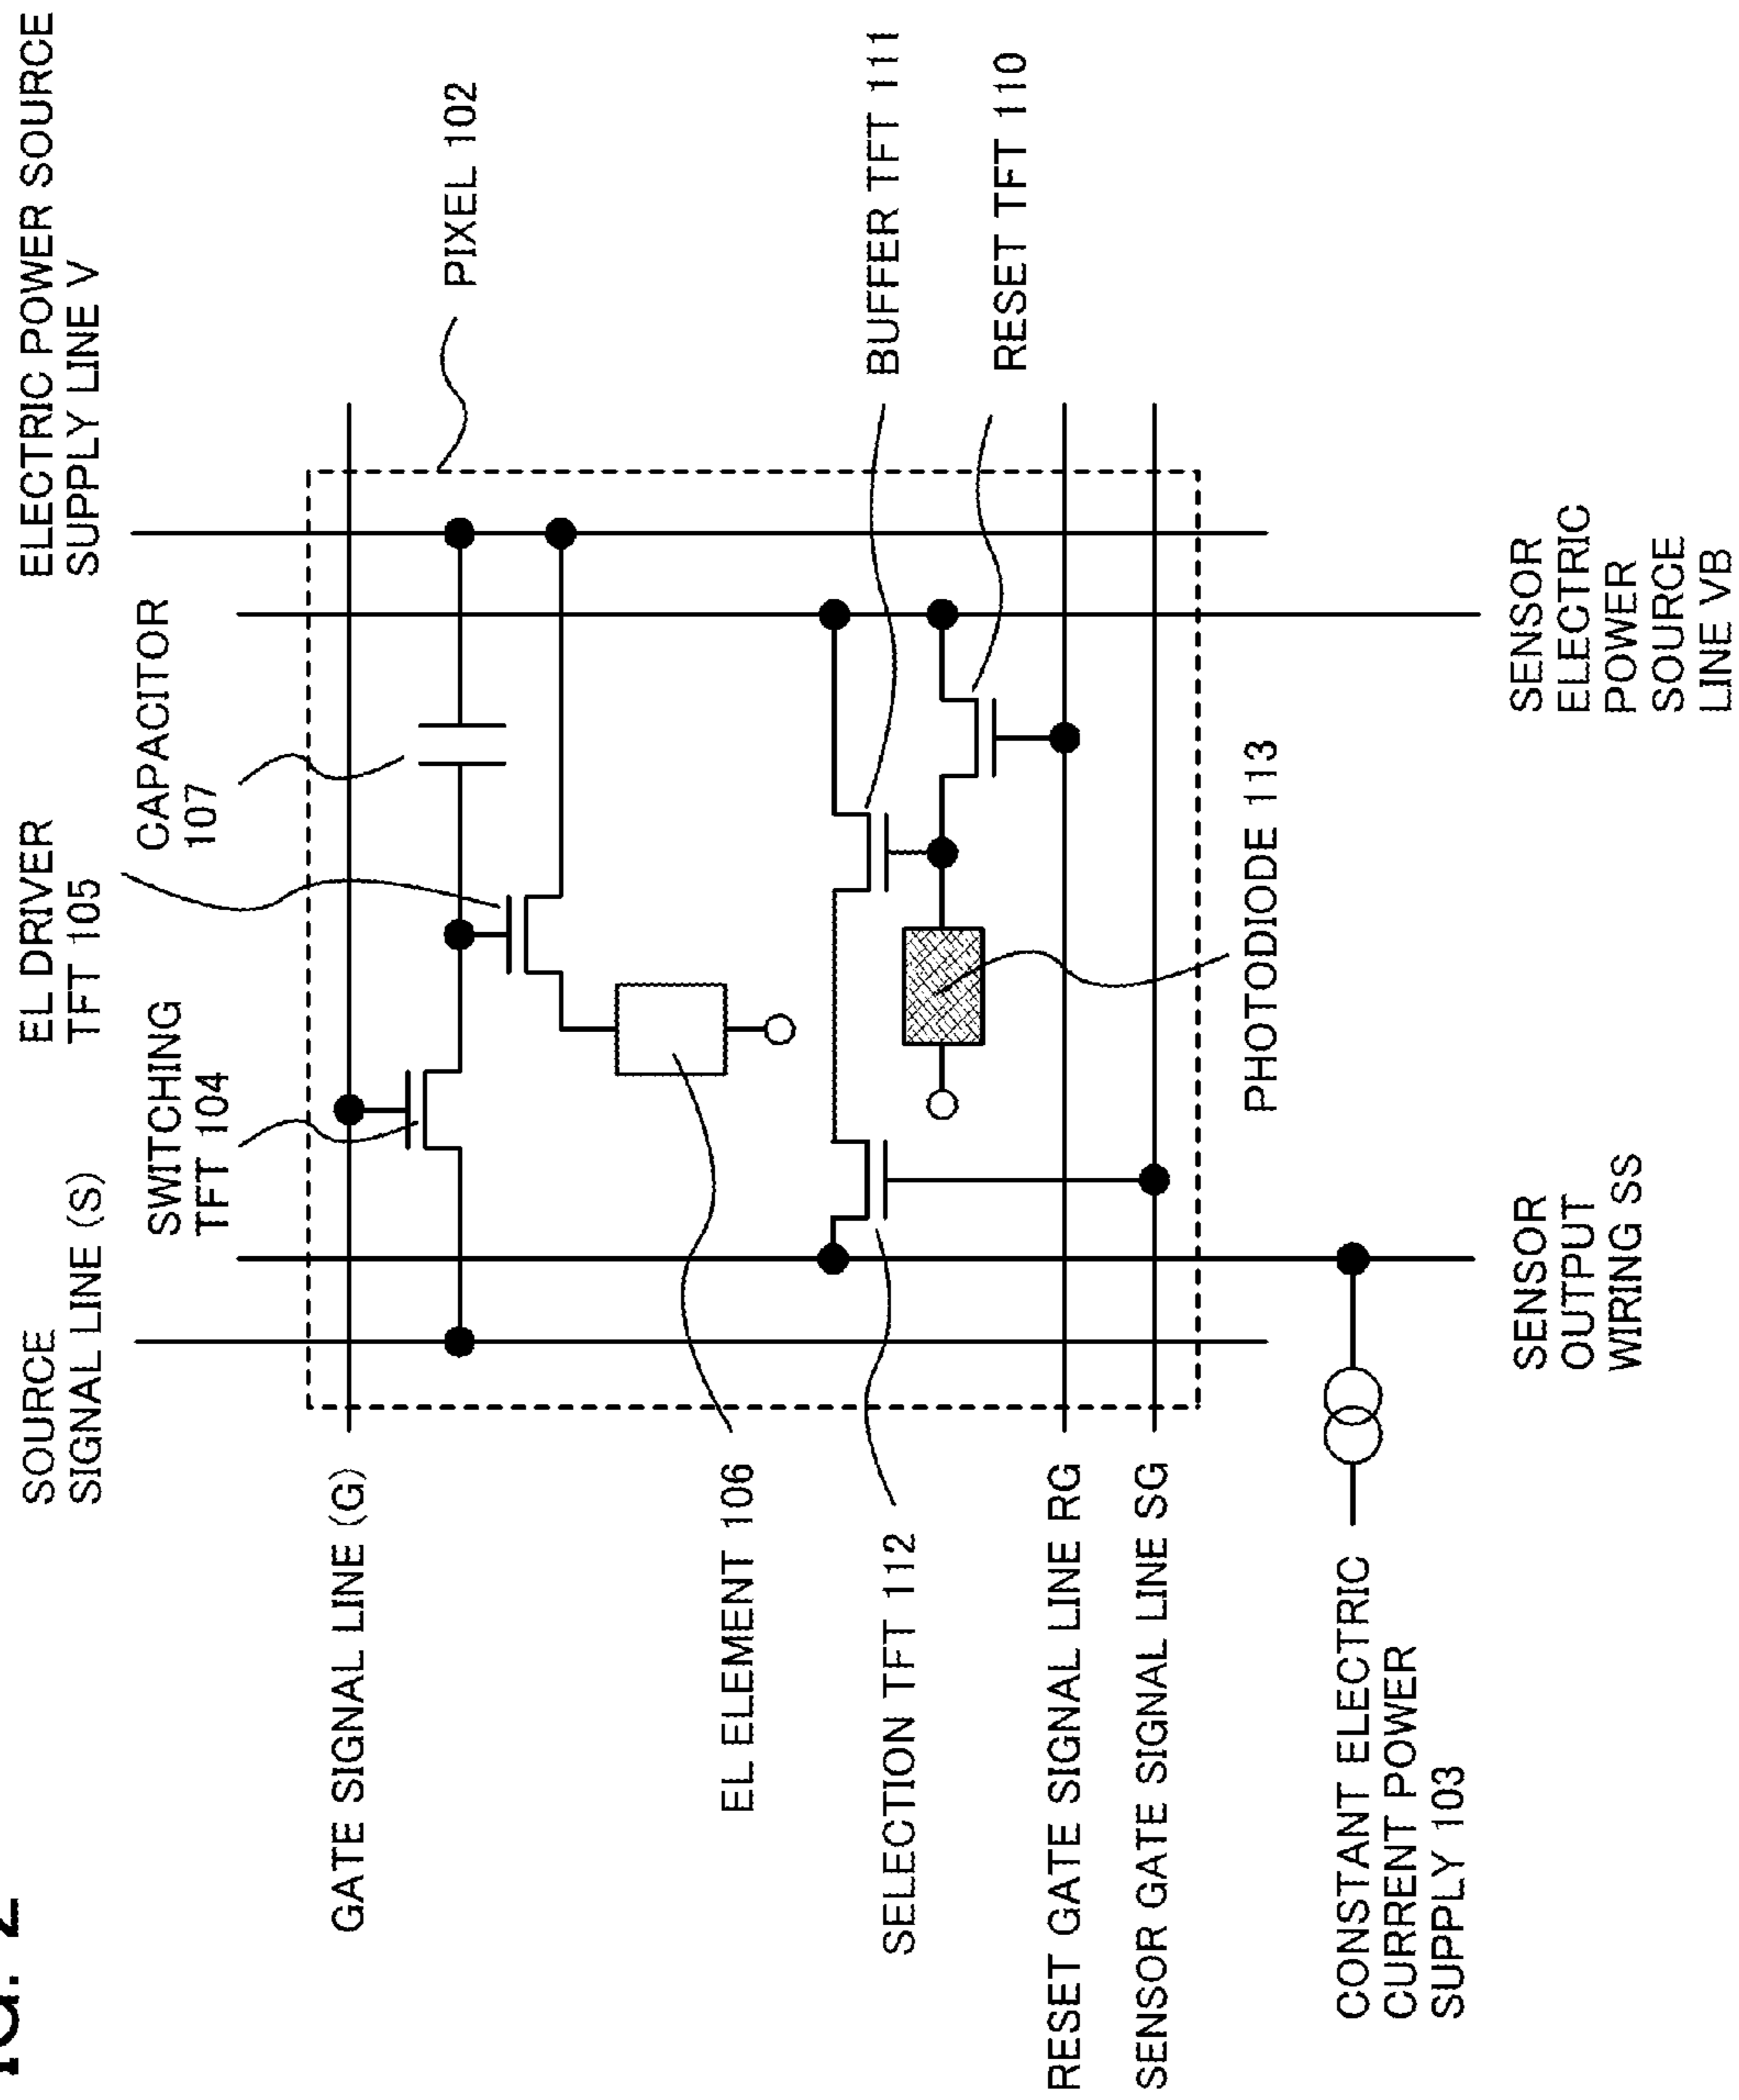 SOURCE
SIGNAL LINE (S)
EL DRIVER
TFT 105
ELECTRIC POWER SOURCE
SUPPLY LINE V
SWITCHING
TFT 104
CAPACITOR
107
GATE SIGNAL LINE (G)
PIXEL 102
EL ELEMENT 106
BUFFER TFT 111
SELECTION TFT 112
RESET TFT 110
RESET GATE SIGNAL LINE RG
SENSOR GATE SIGNAL LINE SG
PHOTODIODE 113
CONSTANT ELECTRIC
CURRENT POWER
SUPPLY 103
SENSOR
OUTPUT
WIRING SS
SENSOR
ELECTRIC
POWER
SOURCE
LINE VB